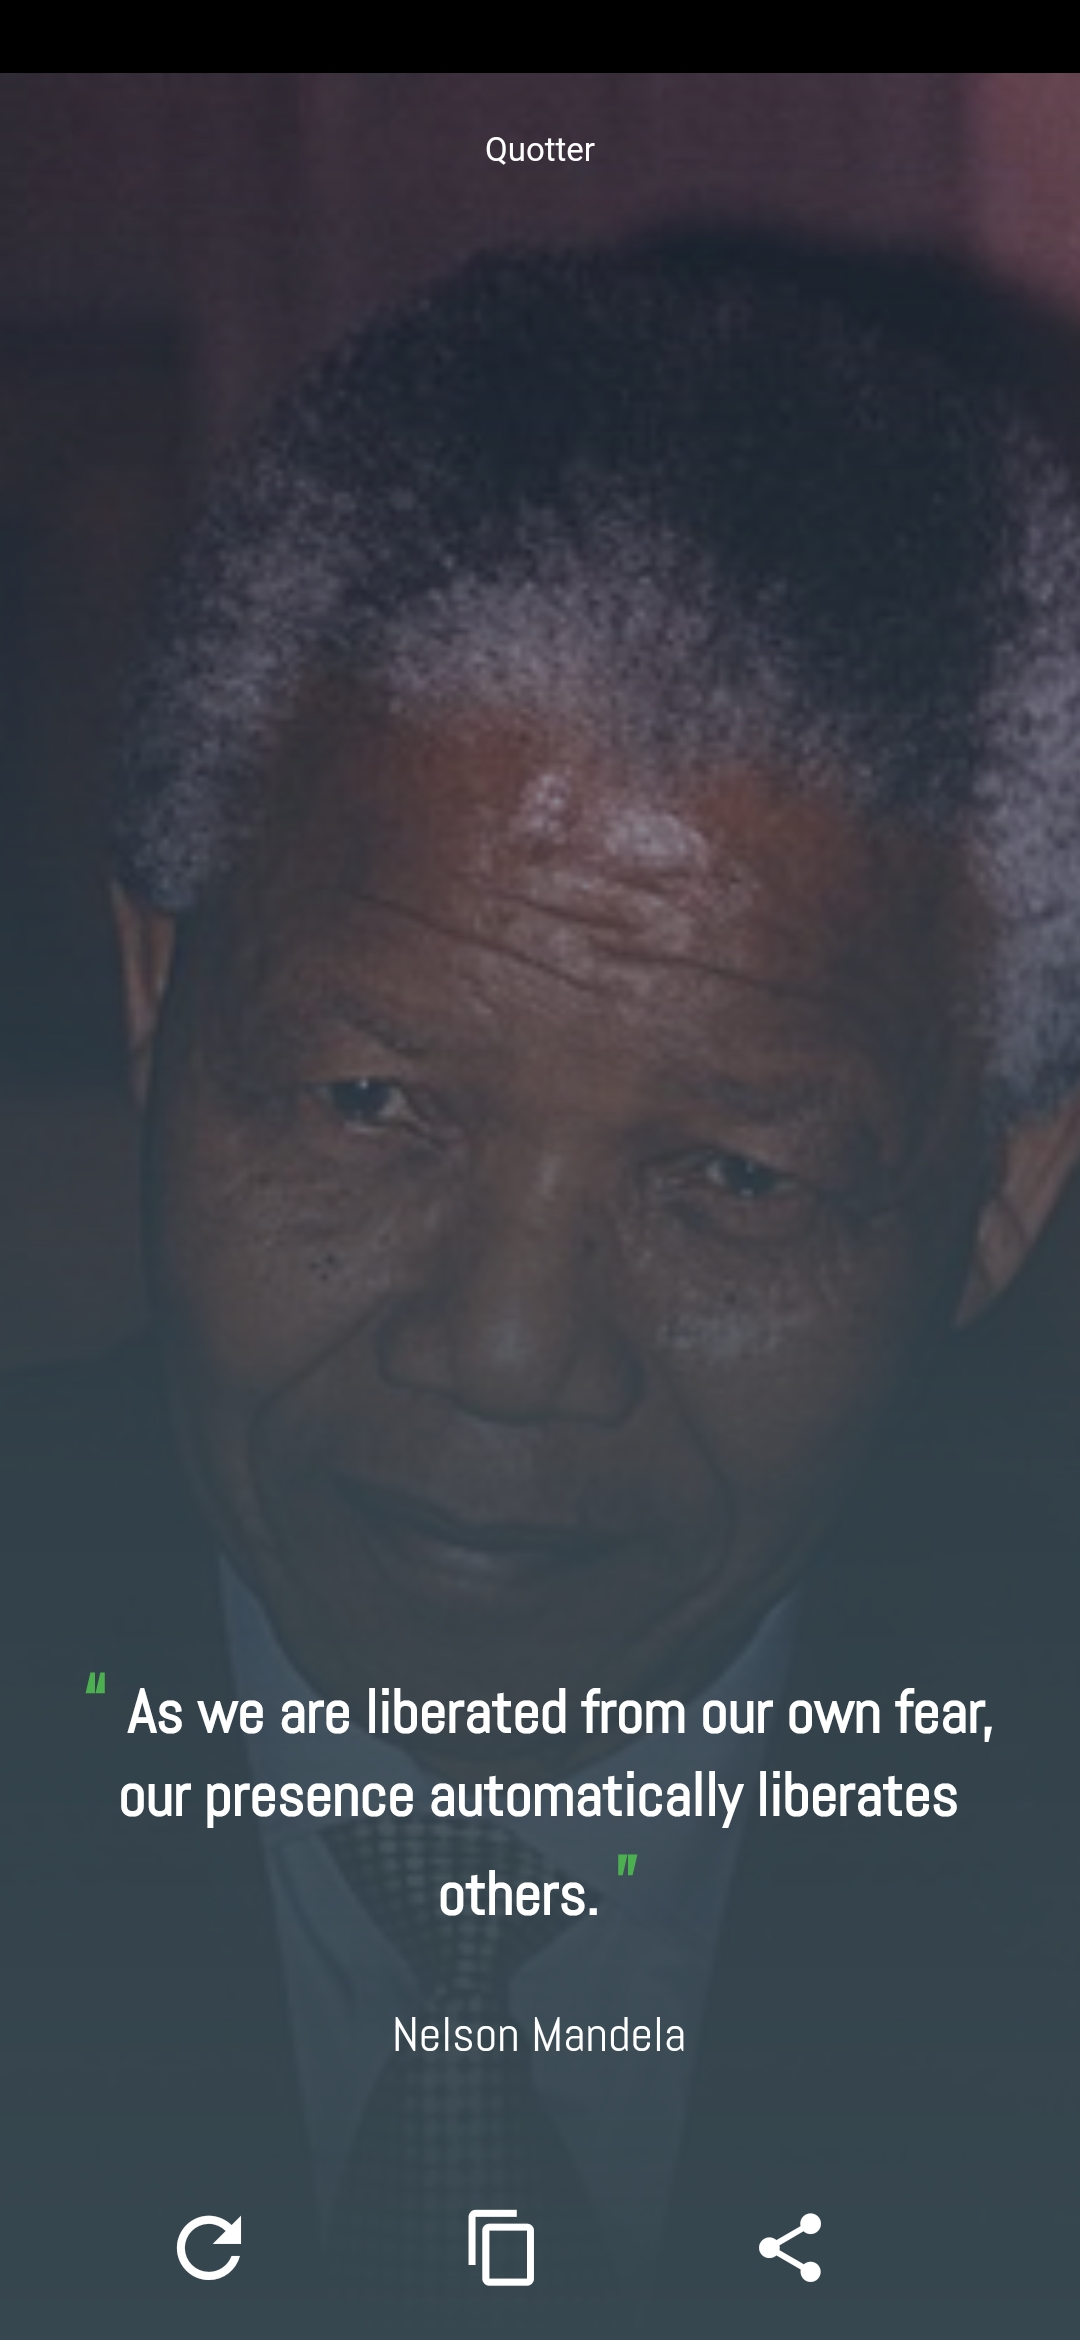 Quotter
“ As we are liberated from our own fear,
our presence automatically liberates
others. ”
Nelson Mandela